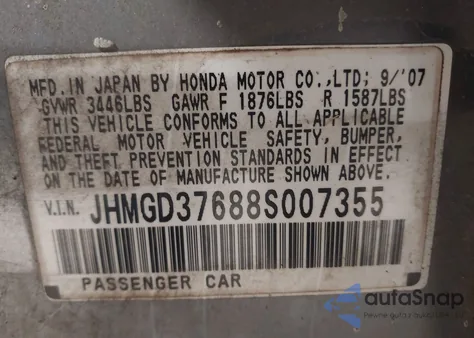 MFD. IN JAPAN BY HONDA MOTOR CO.,LTD; 9/'07
GVWR 3446LBS GAWR F 1876LBS R 1587LBS
THIS VEHICLE CONFORMS TO ALL APPLICABLE
FEDERAL MOTOR VEHICLE SAFETY, BUMPER,
AND THEFT PREVENTION STANDARDS IN EFFECT
ON THE DATE OF MANUFACTURE SHOWN ABOVE.
V.I.N. JHMGD37688S007355
PASSENGER CAR
autoSnap